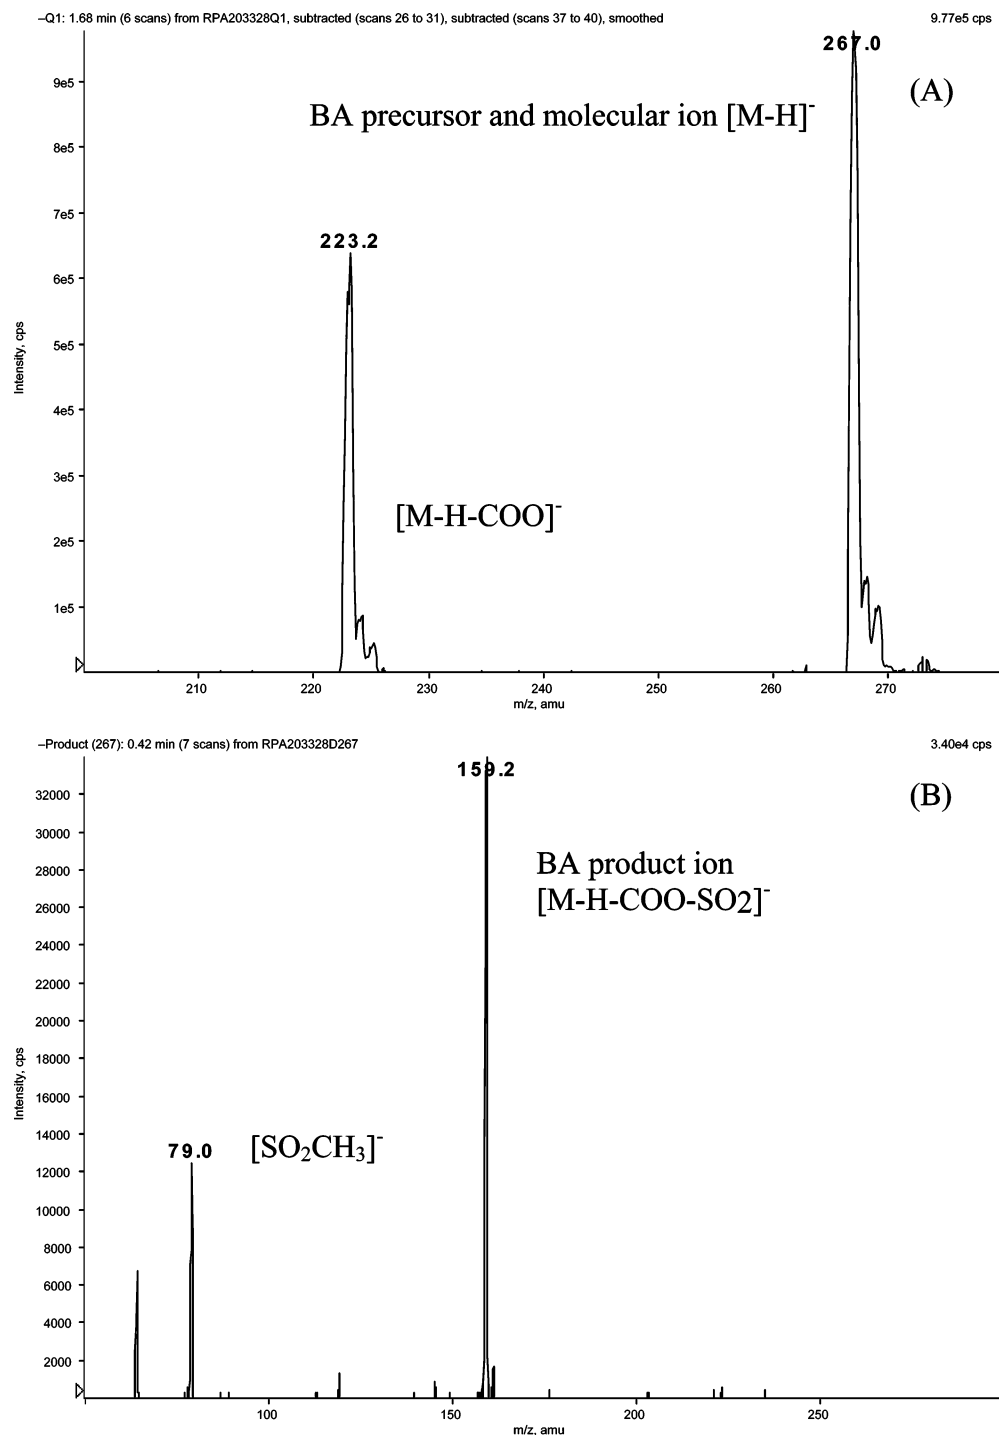 –Q1: 1.68 min (6 scans) from RPA203328Q1, subtracted (scans 26 to 31), subtracted (scans 37 to 40), smoothed 9.77e5 cps
267.0
(A)
9e5
BA precursor and molecular ion [M-H]-
8e5
7e5
223.2
6e5
5e5
Intensity, cps
4e5
3e5
[M-H-COO]-
2e5
1e5
210 220 230 240 250 260 270
m/z, amu
–Product (267): 0.42 min (7 scans) from RPA203328D267 3.40e4 cps
159.2
(B)
32000
30000
BA product ion
28000
[M-H-COO-SO2]-
26000
24000
22000
20000
18000
Intensity, cps
16000
14000
79.0 [SO₂CH₃]-
12000
10000
8000
6000
4000
2000
100 150 200 250
m/z, amu